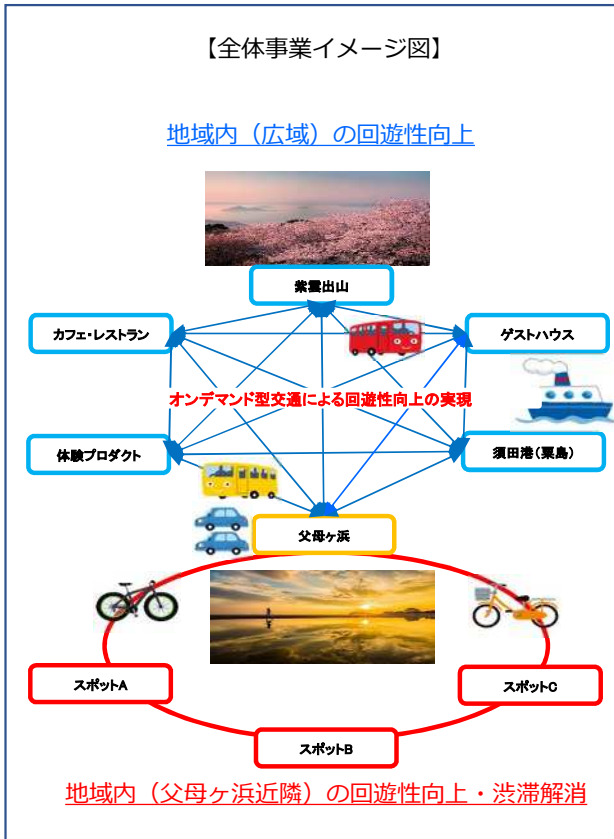 【全体事業イメージ図】
地域内（広域）の回遊性向上
紫雲出山
カフェ・レストラン
ゲストハウス
オンデマンド型交通による回遊性向上の実現
体験プロダクト
須田港（粟島）
父母ヶ浜
スポットA
スポットC
スポットB
地域内（父母ヶ浜近隣）の回遊性向上・渋滞解消